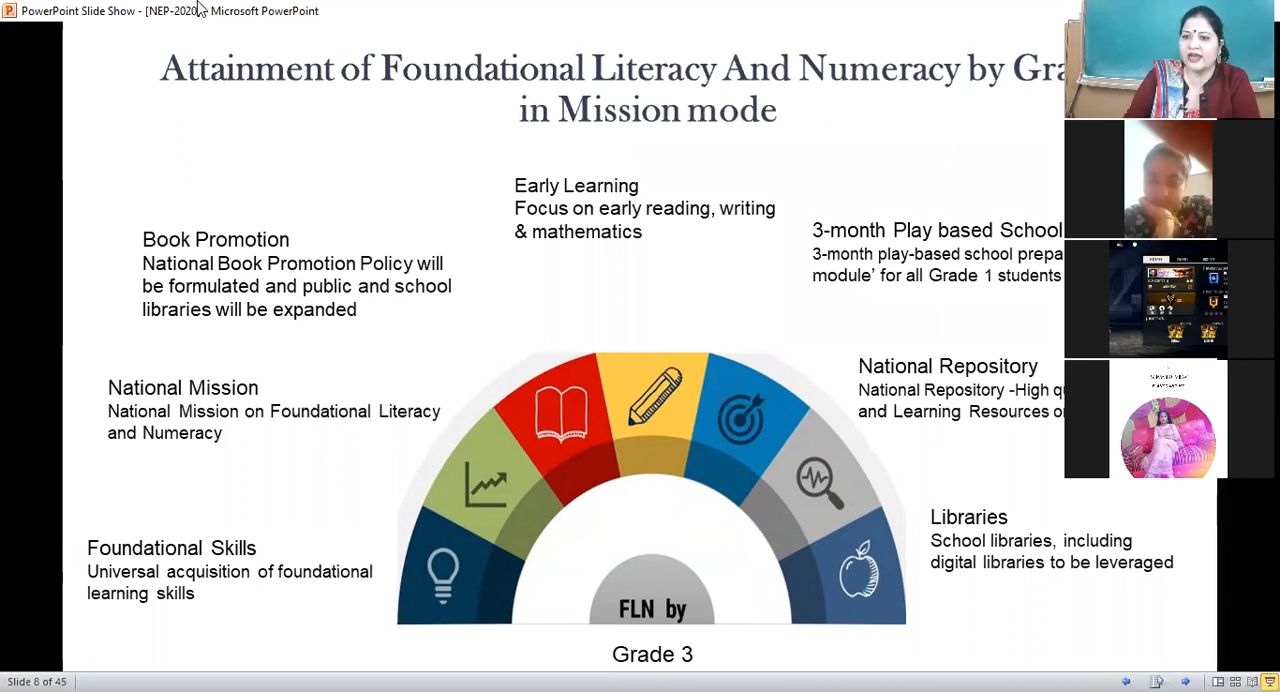 PowerPoint Slide Show - [NEP-2020] - Microsoft PowerPoint
Attainment of Foundational Literacy And Numeracy by Gra
in Mission mode
Early Learning
Focus on early reading, writing
& mathematics
Book Promotion
National Book Promotion Policy will
be formulated and public and school
libraries will be expanded
3-month Play based School
3-month play-based school prepa
module' for all Grade 1 students
National Mission
National Mission on Foundational Literacy
and Numeracy
National Repository
National Repository -High qu
and Learning Resources o
Foundational Skills
Universal acquisition of foundational
learning skills
Libraries
School libraries, including
digital libraries to be leveraged
FLN by
Grade 3
Slide 8 of 45